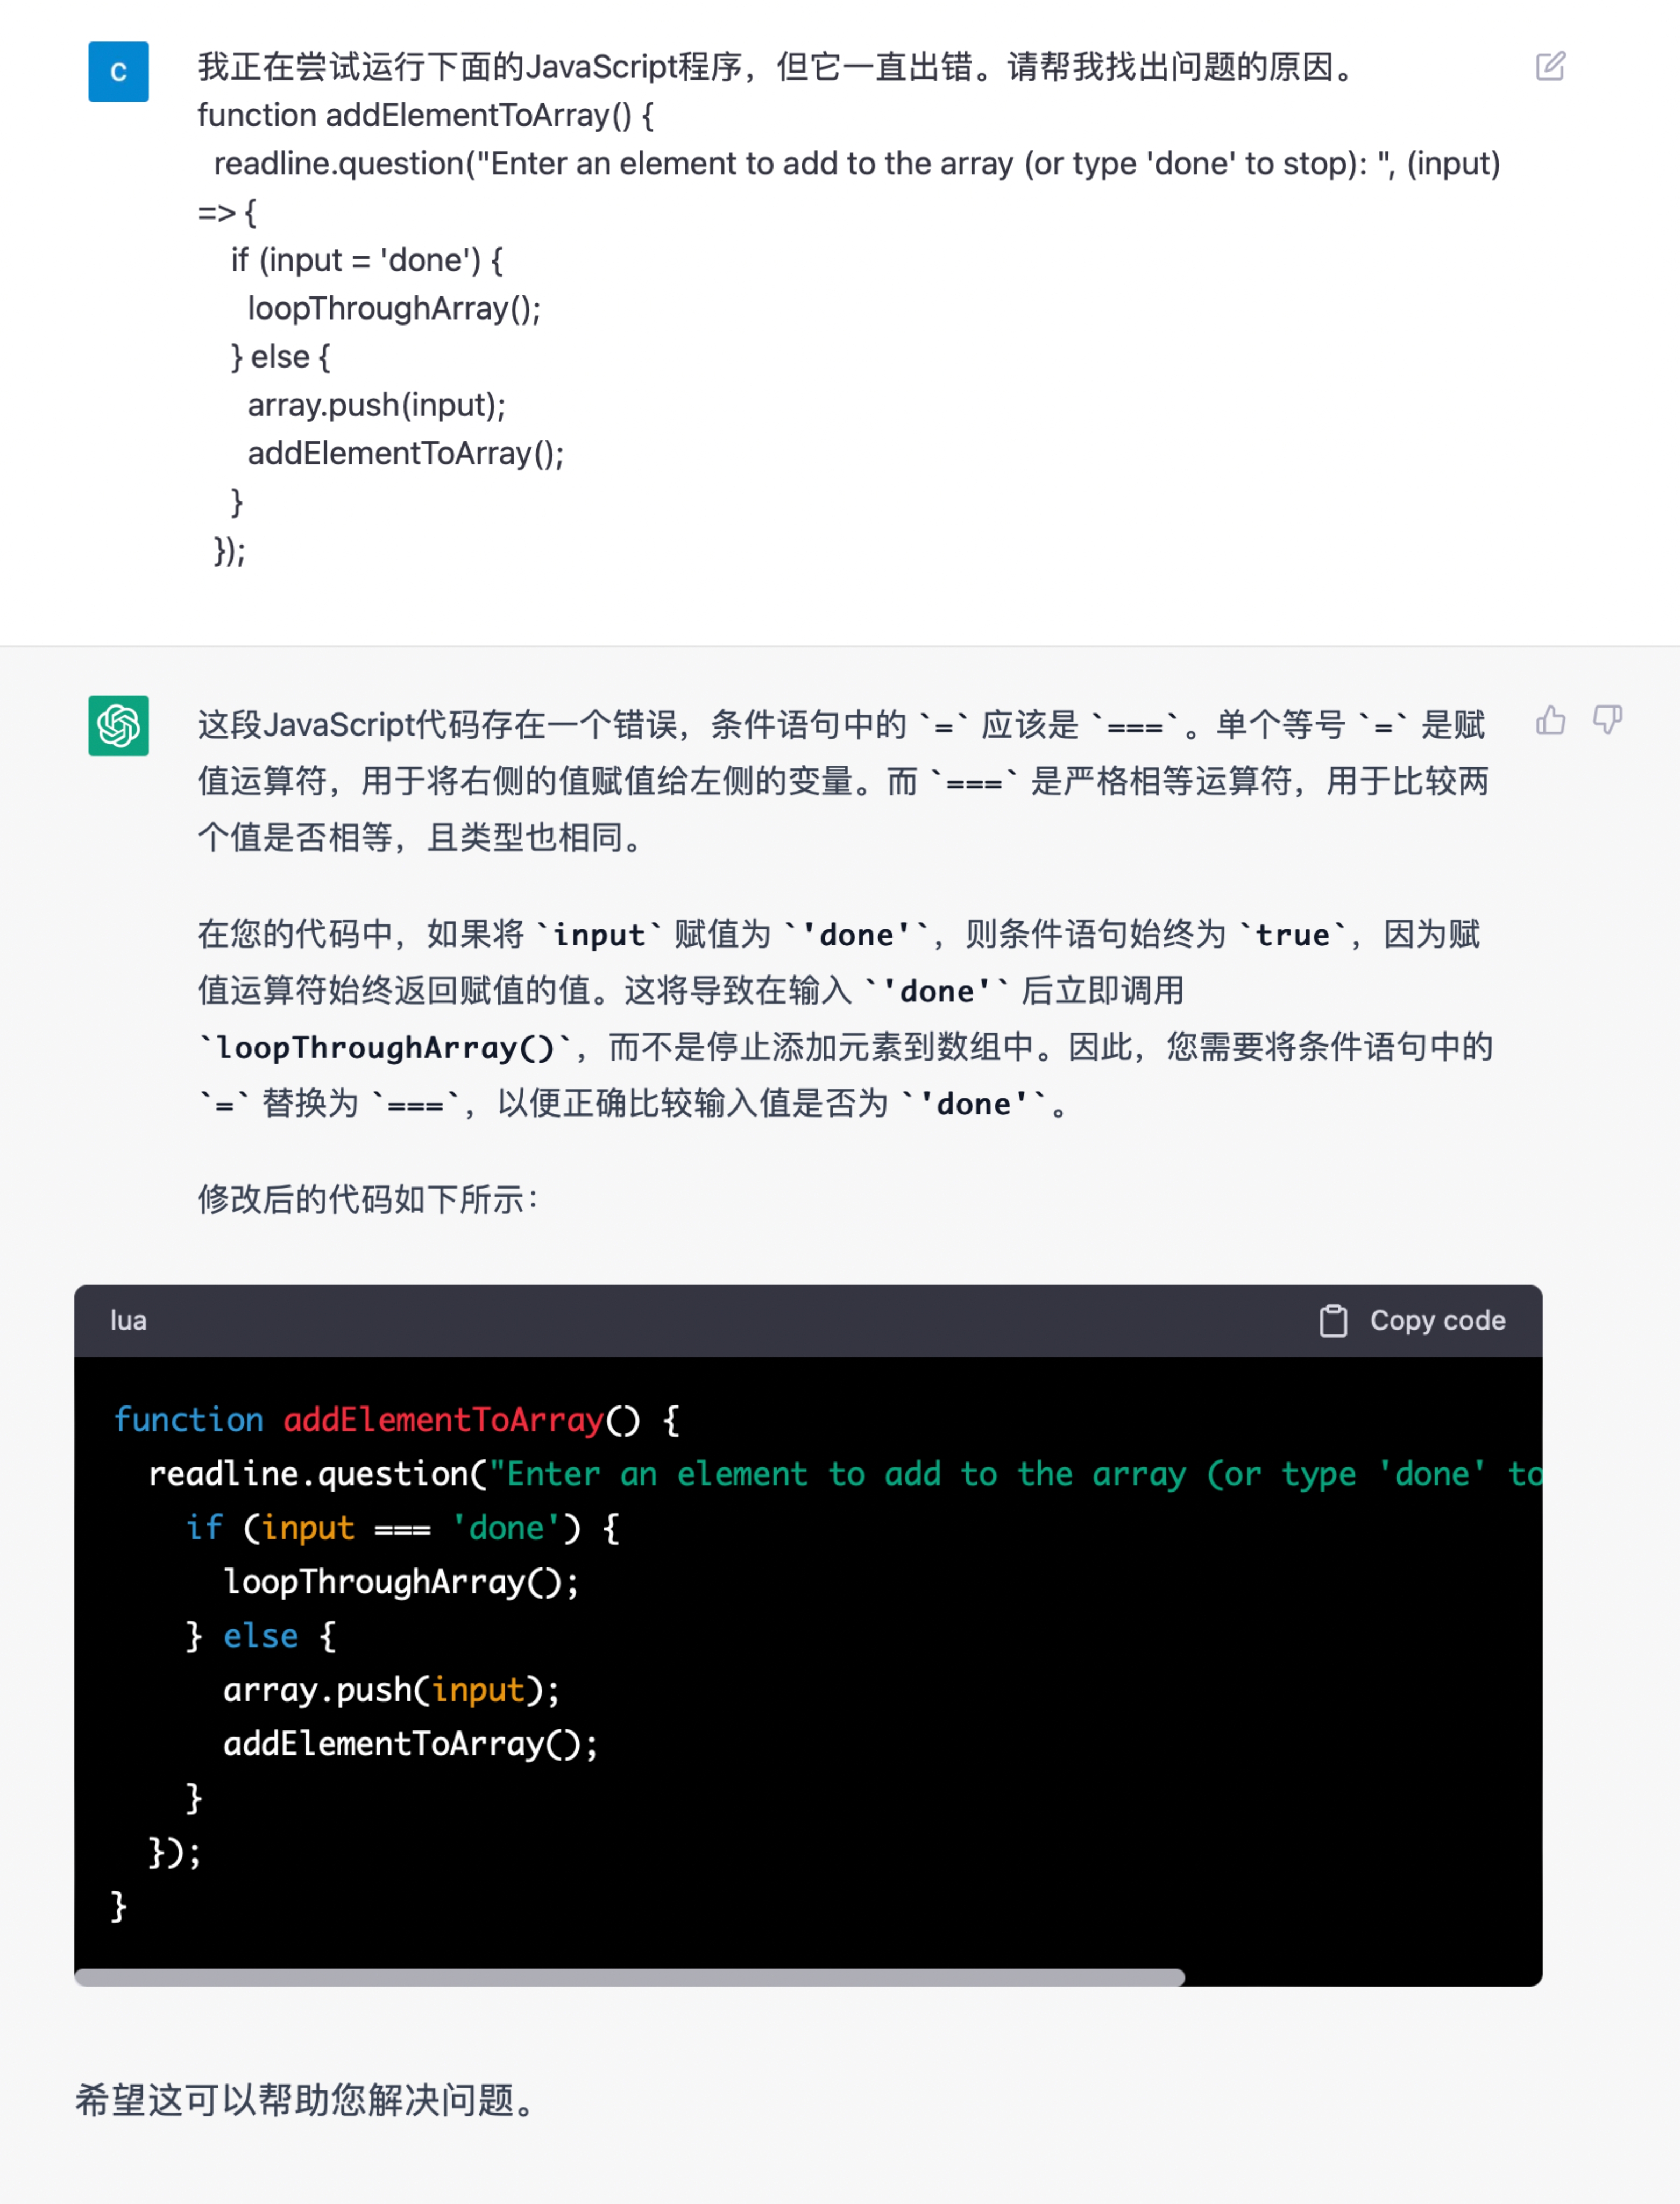 C
我正在尝试运行下面的JavaScript程序，但它一直出错。请帮我找出问题的原因。
function addElementToArray() {
  readline.question("Enter an element to add to the array (or type 'done' to stop): ", (input)
=> {
    if (input = 'done') {
      loopThroughArray();
    } else {
      array.push(input);
      addElementToArray();
    }
  });
这段JavaScript代码存在一个错误，条件语句中的 `=` 应该是 `===`。单个等号 `=` 是赋
值运算符，用于将右侧的值赋值给左侧的变量。而 `===` 是严格相等运算符，用于比较两
个值是否相等，且类型也相同。
在您的代码中，如果将 `input` 赋值为 `'done'`，则条件语句始终为 `true`，因为赋
值运算符始终返回赋值的值。这将导致在输入 `'done'` 后立即调用
`loopThroughArray()`，而不是停止添加元素到数组中。因此，您需要将条件语句中的
`=` 替换为 `===`，以便正确比较输入值是否为 `'done'`。
修改后的代码如下所示：
lua Copy code
function addElementToArray() {
  readline.question("Enter an element to add to the array (or type 'done' to
    if (input === 'done') {
      loopThroughArray();
    } else {
      array.push(input);
      addElementToArray();
    }
  });
}
希望这可以帮助您解决问题。